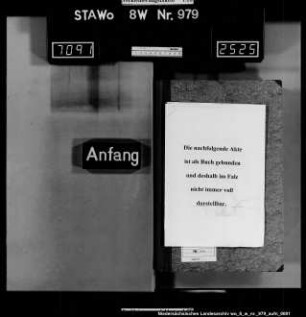 STAWo 8W Nr. 979
7091
2525
Anfang
Die nachfolgende Akte
ist als Buch gebunden
und deshalb im Falz
nicht immer voll
darstellbar.
Niedersächsisches Landesarchiv wo_8_w_nr_979_aufn_0001